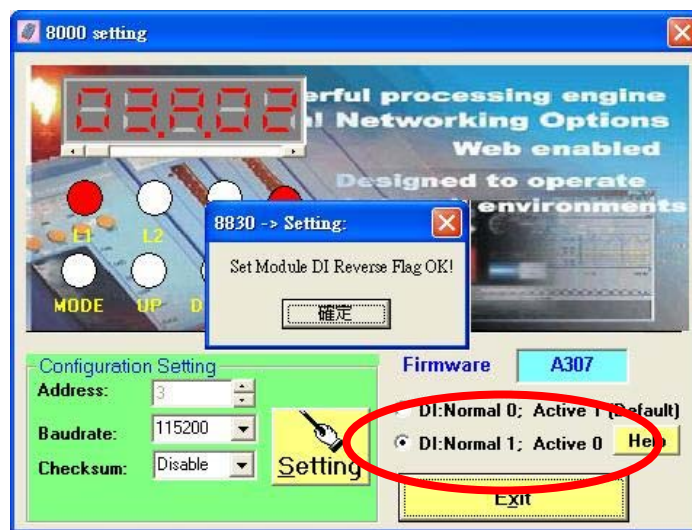 8000 setting
erful processing engine
l Networking Options
Web enabled
Designed to operate
environments
03.A.02
L1
L2
MODE
UP
D
8830 -> Setting:
Set Module DI Reverse Flag OK!
確定
Configuration Setting
Address:
3
Baudrate:
115200
Checksum:
Disable
Setting
Firmware
A307
DI:Normal 0; Active 1 (Default)
DI:Normal 1; Active 0
Help
Exit